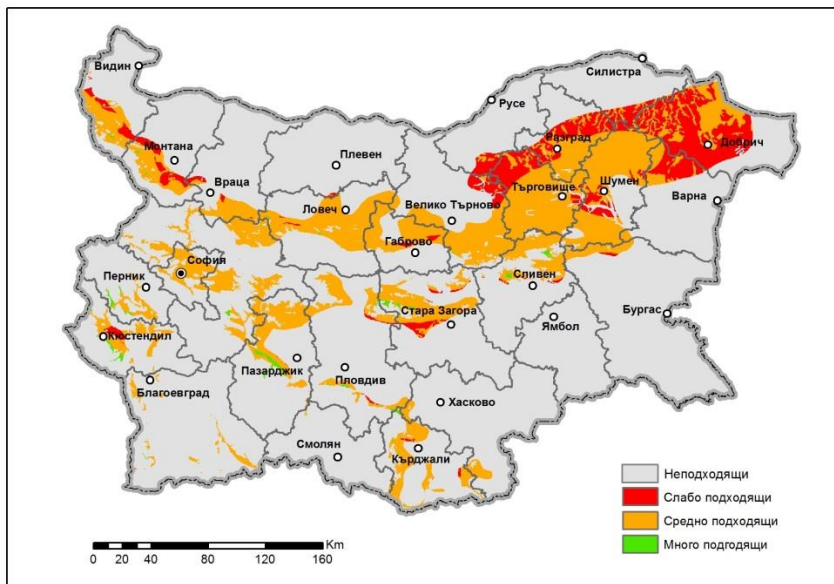 Видин
Силистра
Русе
Монтана
Разград
Добрич
Плевен
Враца
Търговище
Шумен
Варна
Ловеч
Велико Търново
Габрово
София
Перник
Сливен
Бургас
Стара Загора
Ямбол
Кюстендил
Пазарджик
Пловдив
Благоевград
Хасково
Смолян
Кърджали
Неподходящи
Слабо подходящи
Средно подходящи
Много подгодящи
Km
0 10 20 40 80 120 160